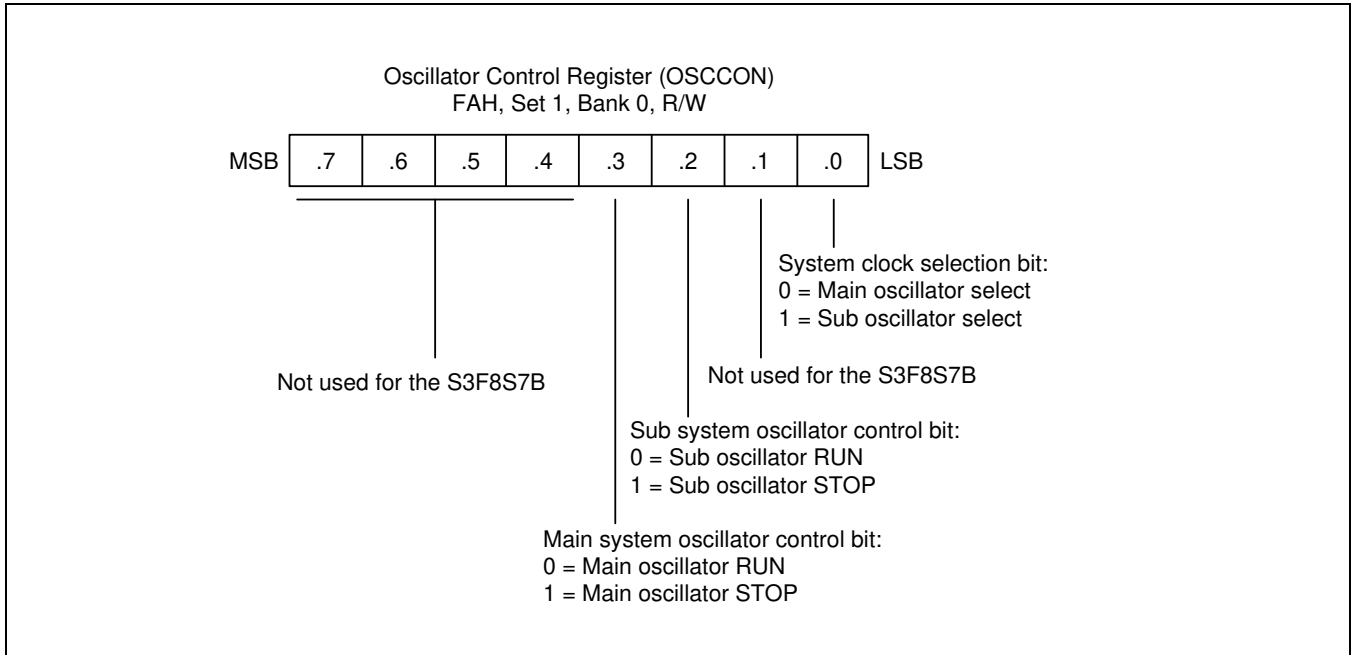 Oscillator Control Register (OSCCON)
FAH, Set 1, Bank 0, R/W
MSB .7 .6 .5 .4 .3 .2 .1 .0 LSB
System clock selection bit:
0 = Main oscillator select
1 = Sub oscillator select
Not used for the S3F8S7B
Not used for the S3F8S7B
Sub system oscillator control bit:
0 = Sub oscillator RUN
1 = Sub oscillator STOP
Main system oscillator control bit:
0 = Main oscillator RUN
1 = Main oscillator STOP